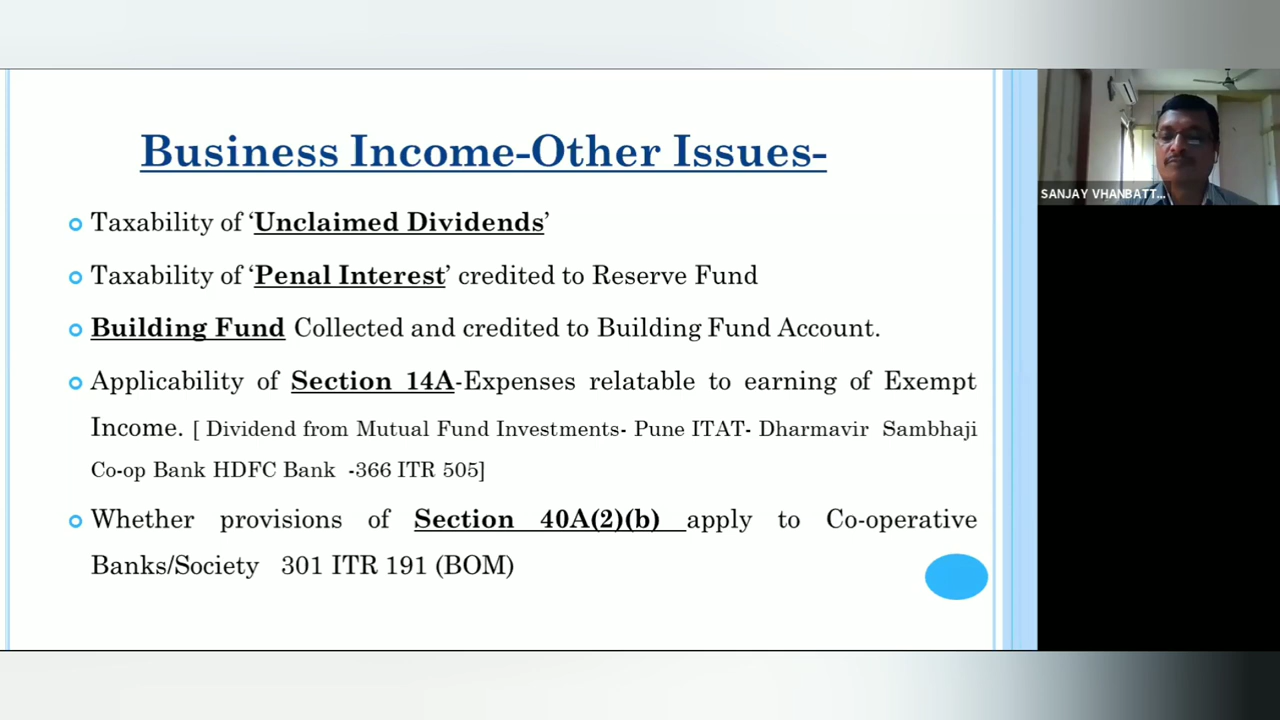 Business Income-Other Issues-
Taxability of ‘Unclaimed Dividends’
Taxability of ‘Penal Interest’ credited to Reserve Fund
Building Fund Collected and credited to Building Fund Account.
Applicability of Section 14A-Expenses relatable to earning of Exempt
Income. [ Dividend from Mutual Fund Investments- Pune ITAT- Dharmavir Sambhaji
Co-op Bank HDFC Bank -366 ITR 505]
Whether provisions of Section 40A(2)(b) apply to Co-operative
Banks/Society 301 ITR 191 (BOM)
SANJAY VHANBATT...